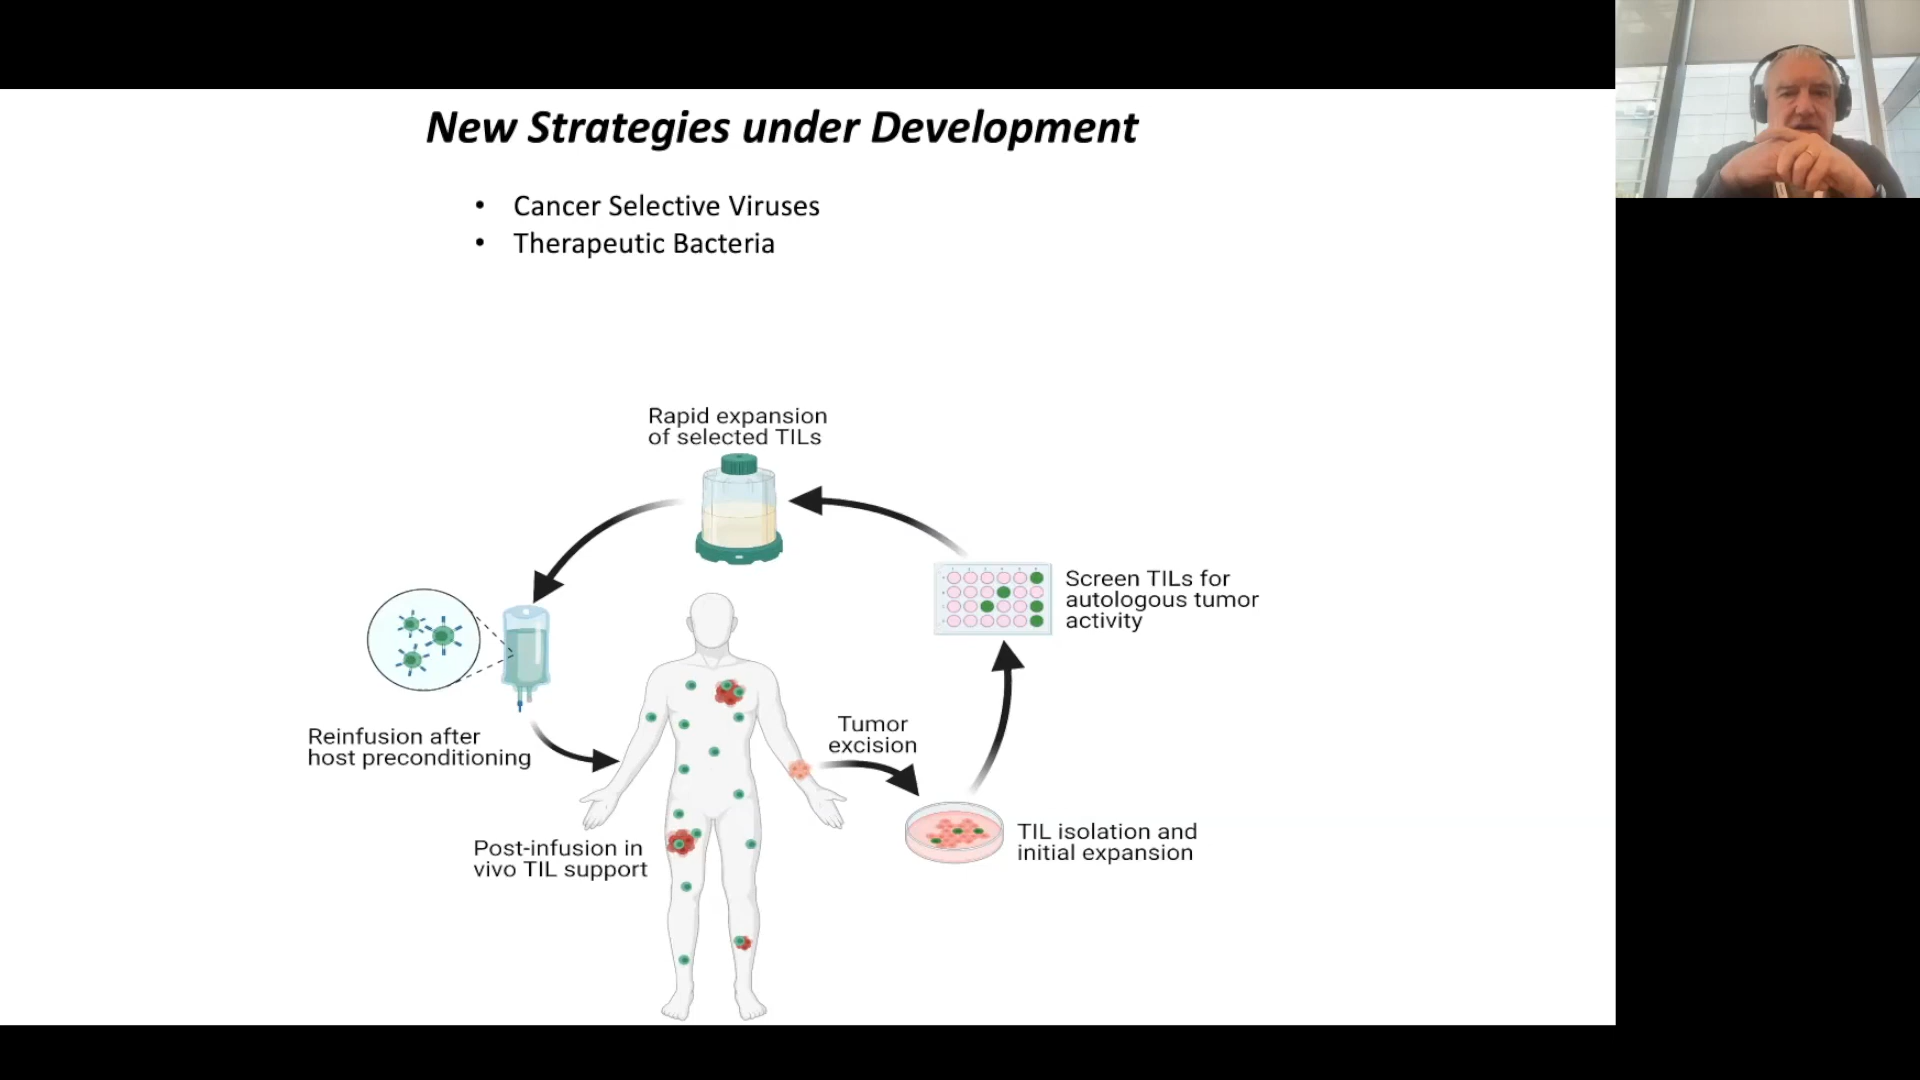 New Strategies under Development
• Cancer Selective Viruses
• Therapeutic Bacteria
Rapid expansion
of selected TILs
Screen TILs for
autologous tumor
activity
Tumor
excision
Reinfusion after
host preconditioning
TIL isolation and
initial expansion
Post-infusion in
vivo TIL support